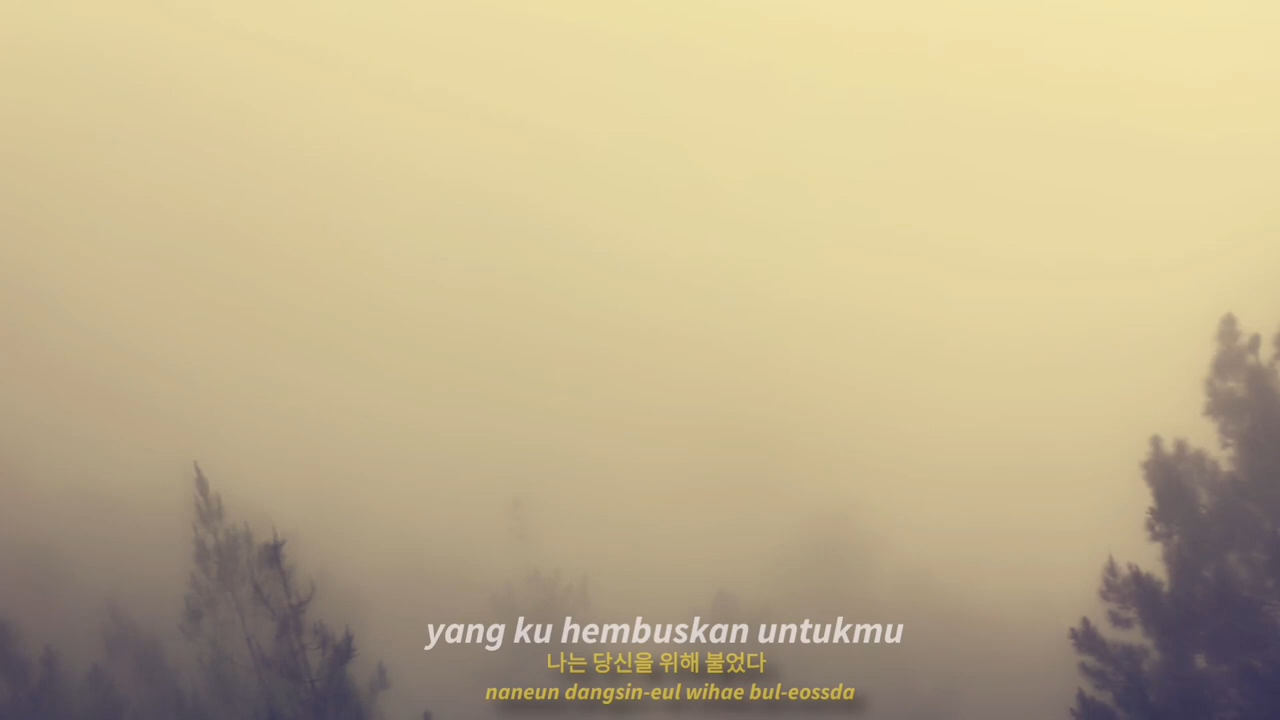 yang ku hembuskan untukmu
나는 당신을 위해 불었다
naneun dangsin-eul wihae bul-eossda